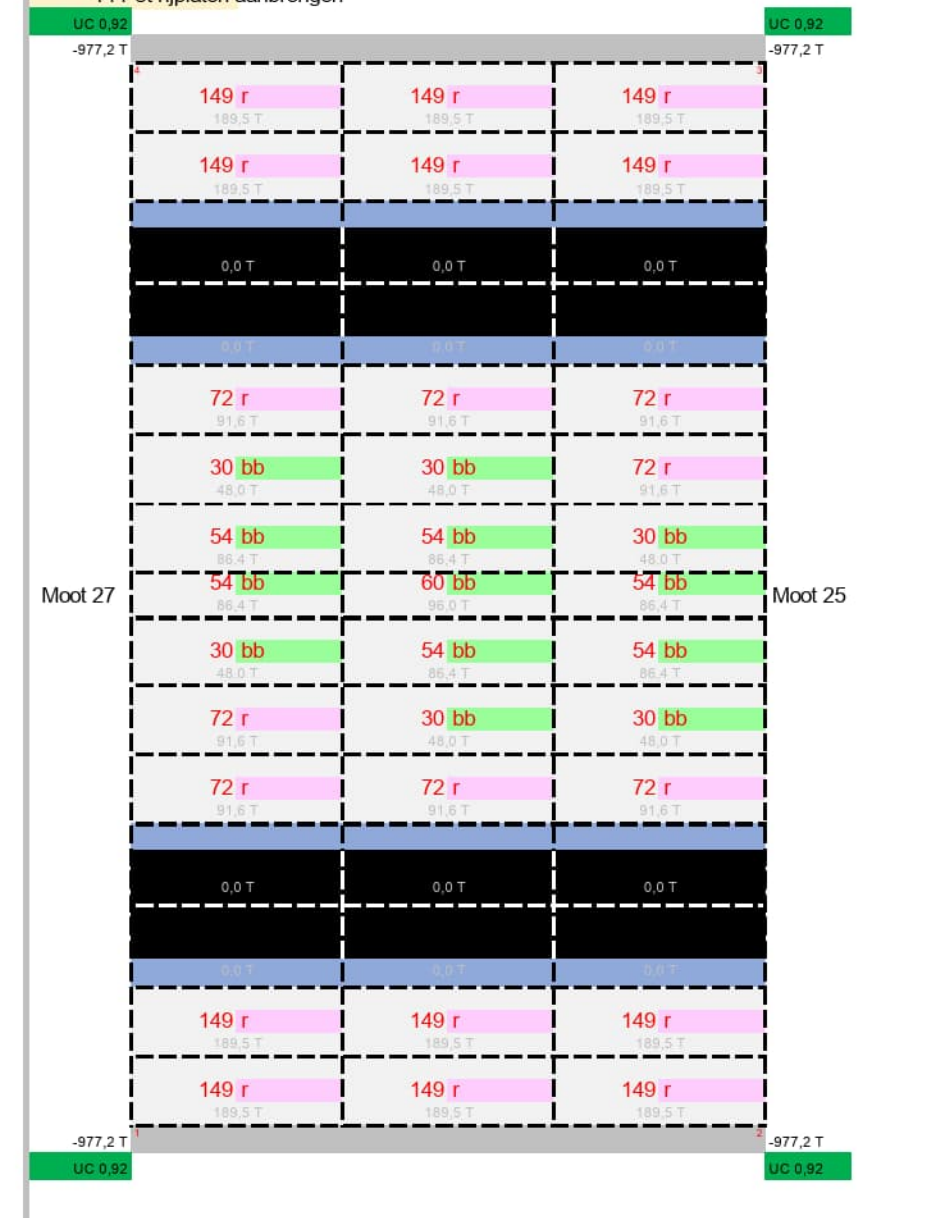 UC 0,92 UC 0,92
-977,2 T -977,2 T
4 3
149 r 149 r 149 r
189,5 T 189,5 T 189,5 T
149 r 149 r 149 r
189,5 T 189,5 T 189,5 T
0,0 T 0,0 T 0,0 T
0,0 T 0,0 T 0,0 T
72 r 72 r 72 r
91,6 T 91,6 T 91,6 T
30 bb 30 bb 72 r
48,0 T 48,0 T 91,6 T
54 bb 54 bb 30 bb
86,4 T 86,4 T 48,0 T
54 bb 60 bb 54 bb
Moot 27 Moot 25
86,4 T 96,0 T 86,4 T
30 bb 54 bb 54 bb
48,0 T 86,4 T 86,4 T
72 r 30 bb 30 bb
91,6 T 48,0 T 48,0 T
72 r 72 r 72 r
91,6 T 91,6 T 91,6 T
0,0 T 0,0 T 0,0 T
0,0 T 0,0 T 0,0 T
149 r 149 r 149 r
189,5 T 189,5 T 189,5 T
149 r 149 r 149 r
189,5 T 189,5 T 189,5 T
1 2
-977,2 T -977,2 T
UC 0,92 UC 0,92